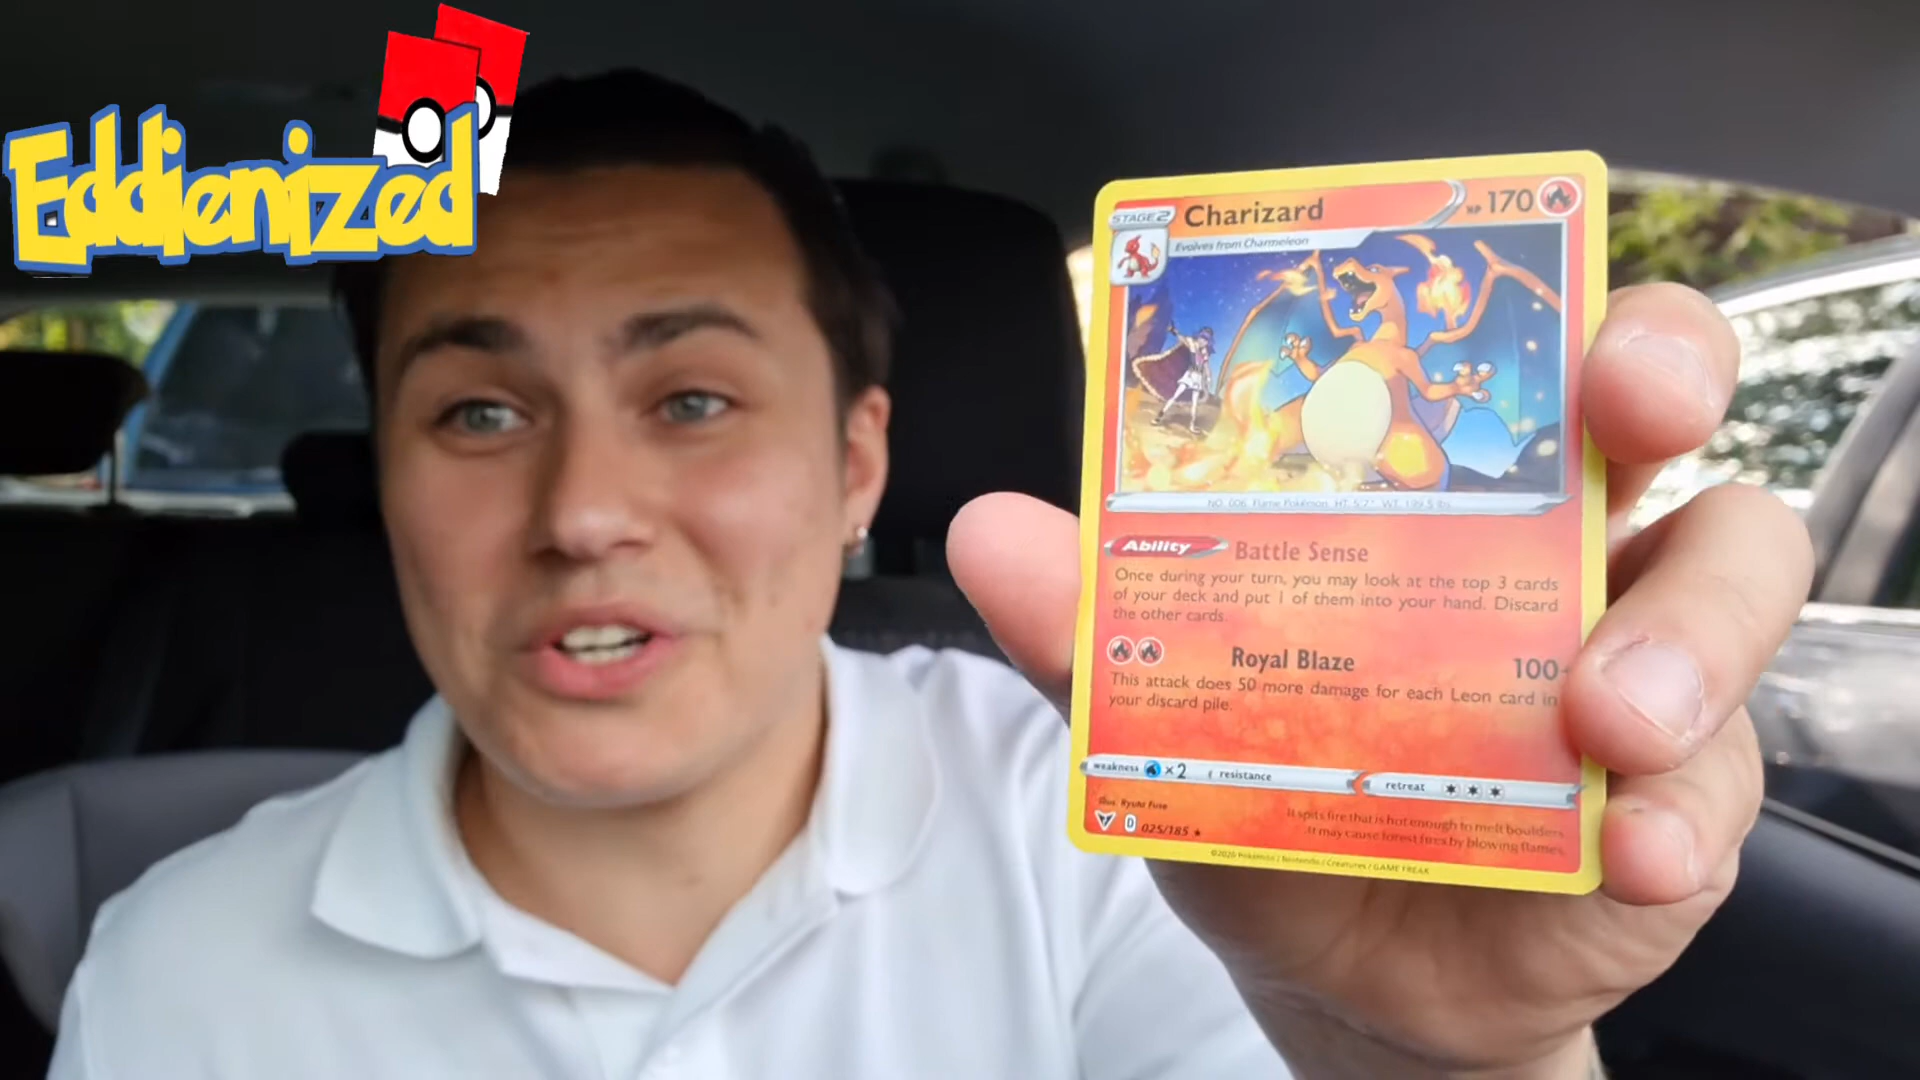 Eddienized
STAGE 2
Charizard
HP 170
Evolves from Charmeleon
NO. 006 Flame Pokémon HT: 5'7" WT: 199.5 lbs
Ability
Battle Sense
Once during your turn, you may look at the top 3 cards
of your deck and put 1 of them into your hand. Discard
the other cards.
Royal Blaze
100+
This attack does 50 more damage for each Leon card in
your discard pile.
weakness ×2
resistance
retreat
Illus. Ryuta Fuse
D 025/185 ★
It spits fire that is hot enough to melt boulders.
It may cause forest fires by blowing flames.
©2020 Pokémon / Nintendo / Creatures / GAME FREAK